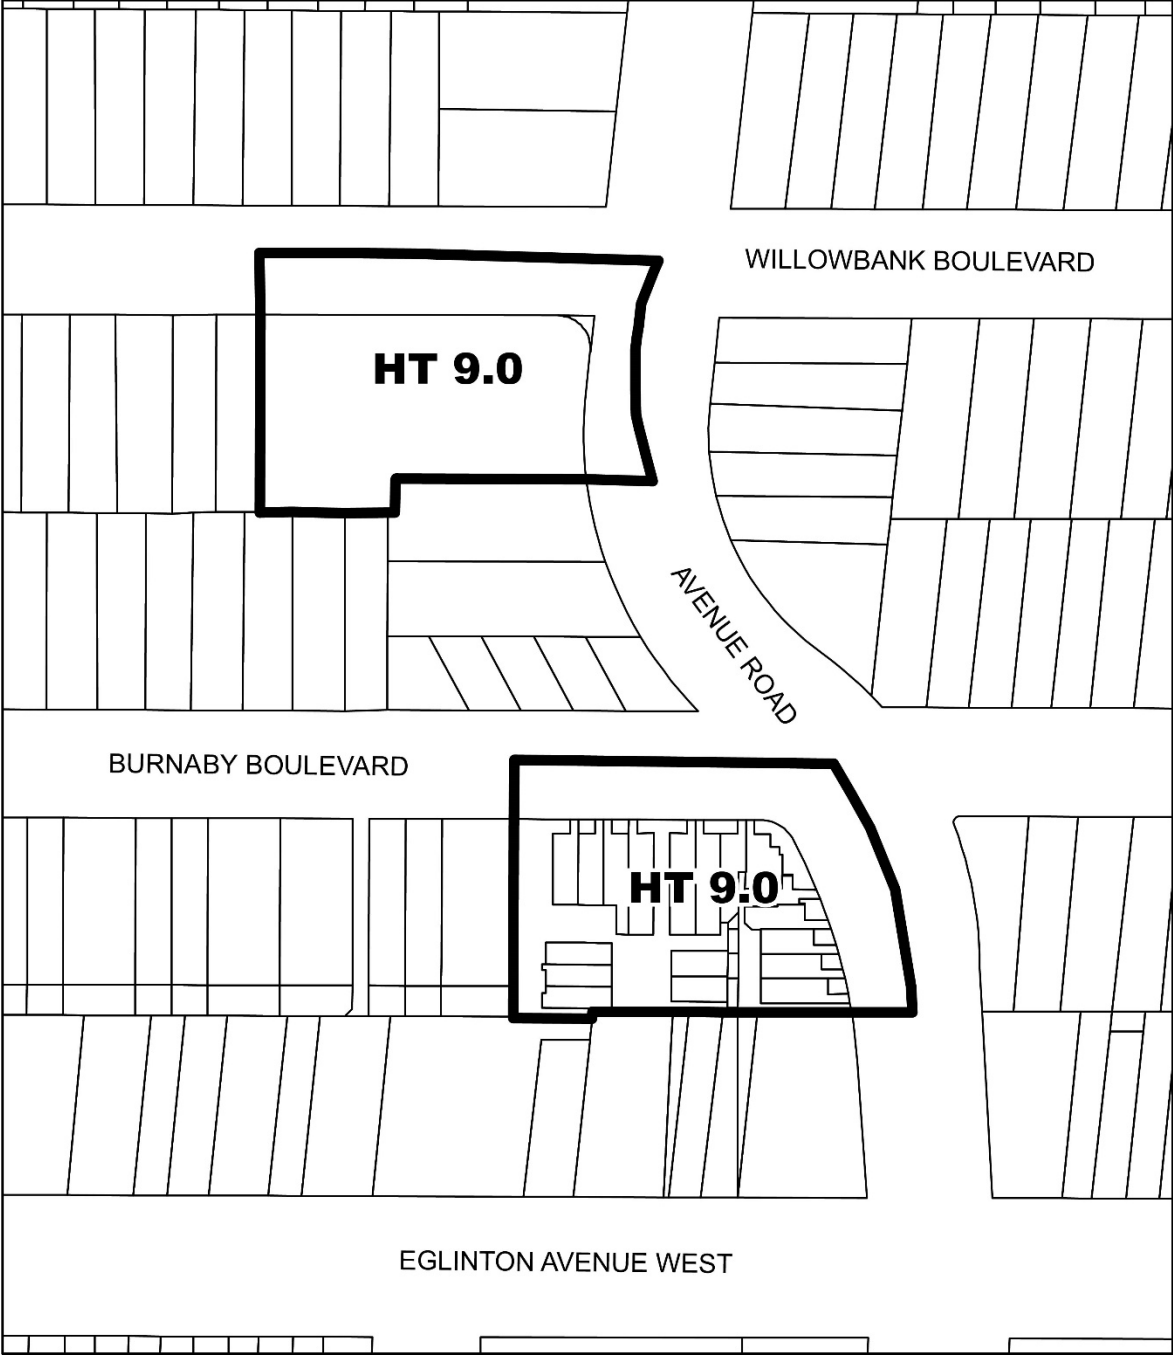 WILLOWBANK BOULEVARD
HT 9.0
AVENUE ROAD
BURNABY BOULEVARD
HT 9.0
EGLINTON AVENUE WEST